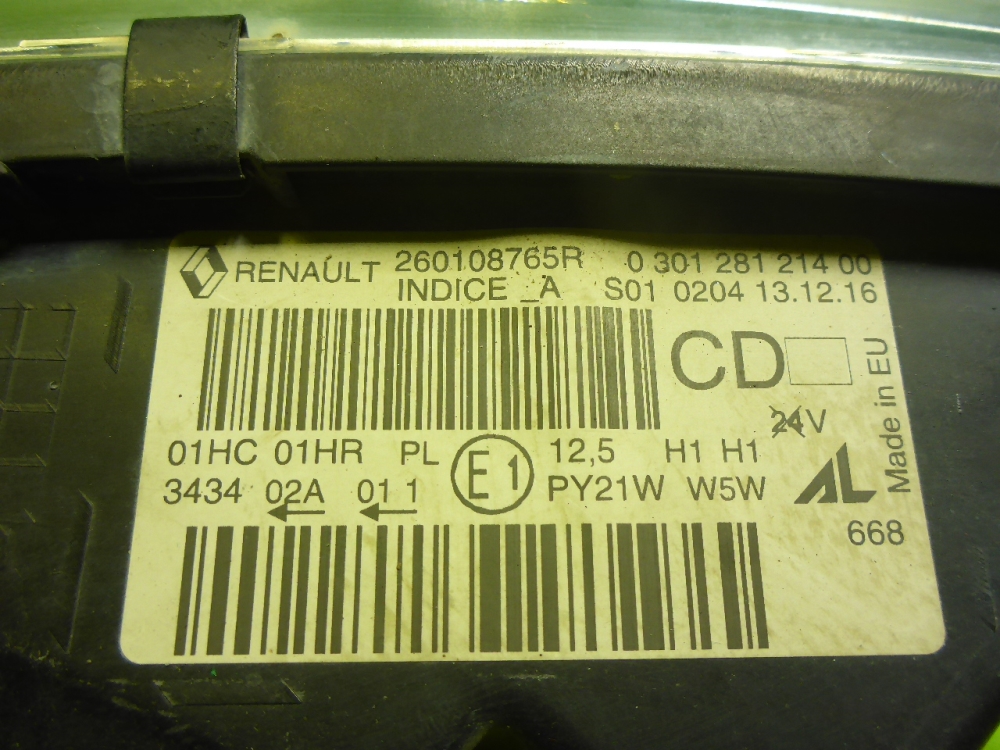 RENAULT 260108765R 0 301 281 214 00
INDICE _A S01 0204 13.12.16
CD
24V
Made in EU
01HC 01HR PL E1 12,5 H1 H1
3434 02A 01 1 PY21W W5W
AL
668